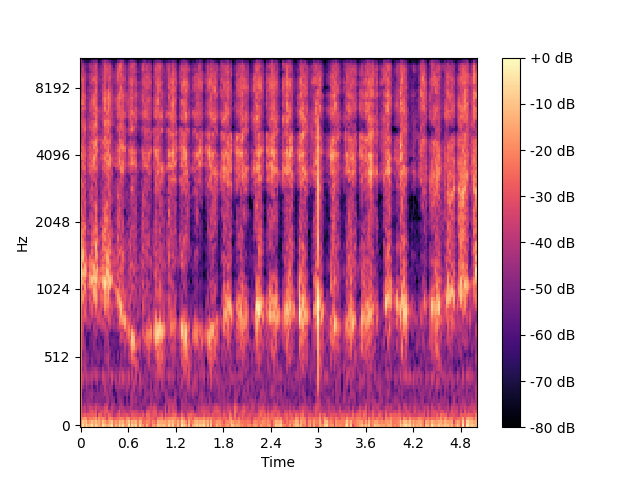 +0 dB
8192
-10 dB
4096
-20 dB
-30 dB
2048
Hz
-40 dB
1024
-50 dB
512
-60 dB
-70 dB
0
-80 dB
0 0.6 1.2 1.8 2.4 3 3.6 4.2 4.8
Time